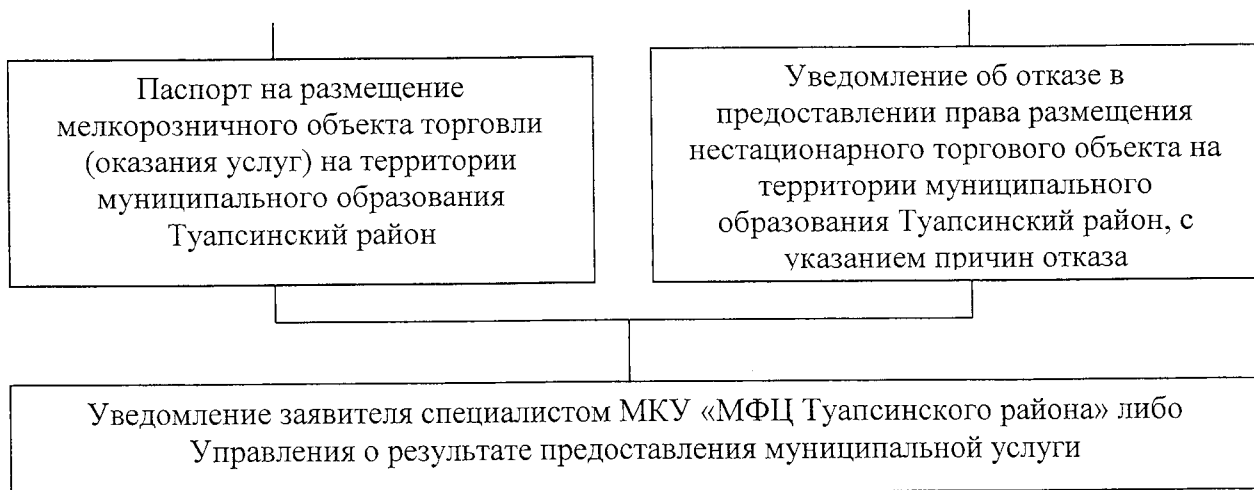 Паспорт на размещение
мелкорозничного объекта торговли
(оказания услуг) на территории
муниципального образования
Туапсинский район
Уведомление об отказе в
предоставлении права размещения
нестационарного торгового объекта на
территории муниципального
образования Туапсинский район, с
указанием причин отказа
Уведомление заявителя специалистом МКУ «МФЦ Туапсинского района» либо
Управления о результате предоставления муниципальной услуги